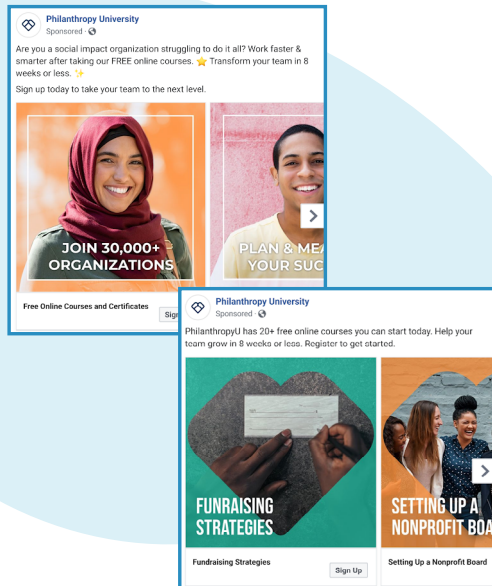 Philanthropy University
Sponsored ·
Are you a social impact organization struggling to do it all? Work faster &
smarter after taking our FREE online courses. ⭐ Transform your team in 8
weeks or less. ✨
Sign up today to take your team to the next level.
JOIN 30,000+
ORGANIZATIONS
PLAN & MEA
YOUR SUC
Free Online Courses and Certificates
Sign
Philanthropy University
Sponsored ·
PhilanthropyU has 20+ free online courses you can start today. Help your
team grow in 8 weeks or less. Register to get started.
FUNRAISING
STRATEGIES
SETTING UP A
NONPROFIT BOA
Fundraising Strategies
Sign Up
Setting Up a Nonprofit Board